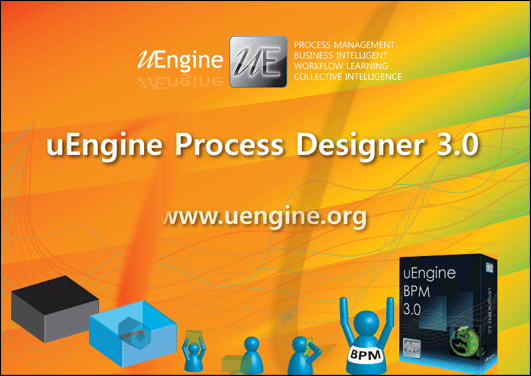 uEngine
UE
PROCESS MANAGEMENT
BUSINESS INTELLIGENT
WORKFLOW LEARNING
COLLECTIVE INTELLIGENCE
uEngine Process Designer 3.0
www.uengine.org
uEngine
BPM
3.0
BPM